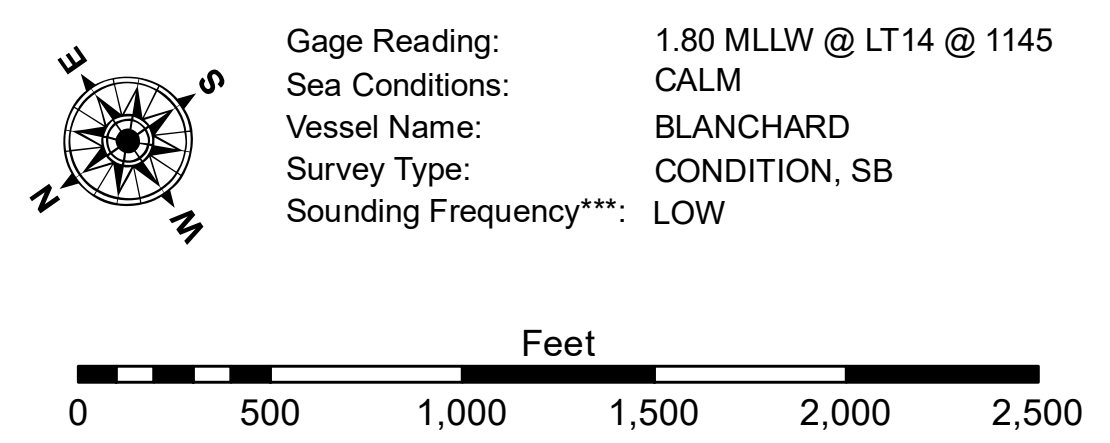 E
S
N
W
Gage Reading: 1.80 MLLW @ LT14 @ 1145
Sea Conditions: CALM
Vessel Name: BLANCHARD
Survey Type: CONDITION, SB
Sounding Frequency***: LOW
Feet
0 500 1,000 1,500 2,000 2,500